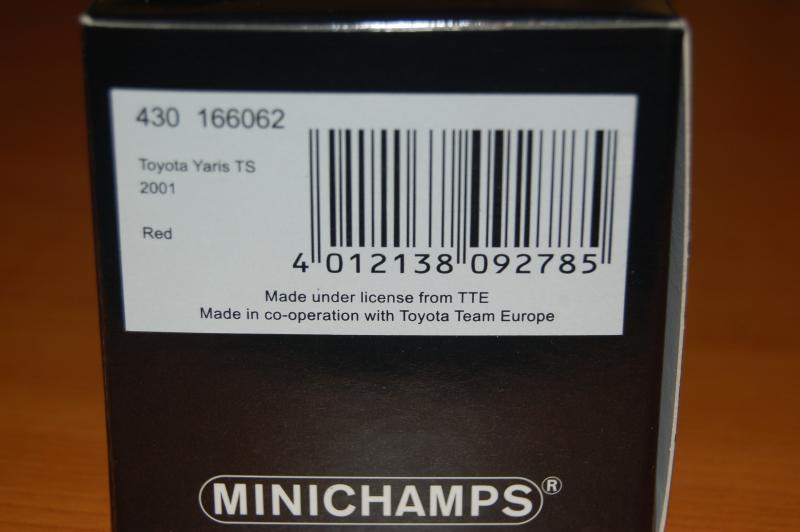 430 166062
Toyota Yaris TS
2001
Red
4 012138 092785
Made under license from TTE
Made in co-operation with Toyota Team Europe
MINICHAMPS®